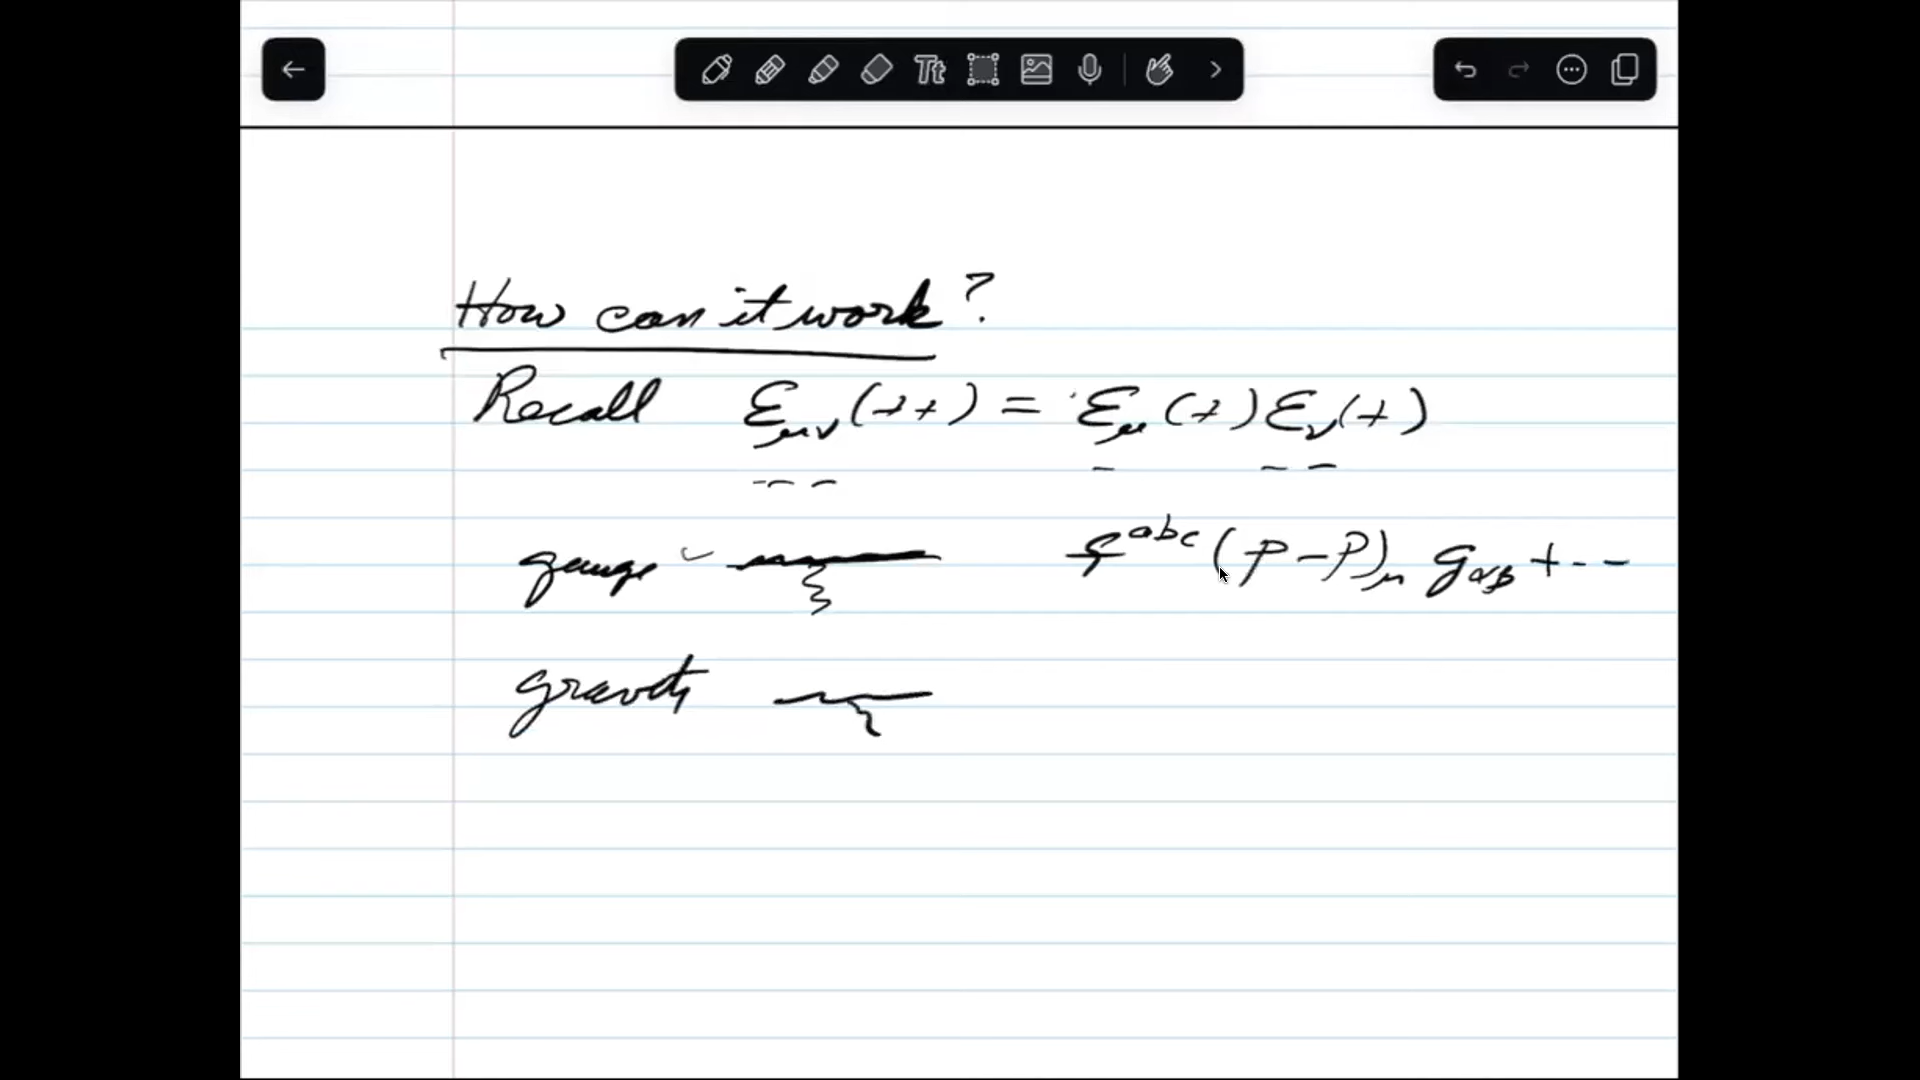 How can it work?
Recall ε_μν(++) = ε_μ(+) ε_ν(+)
-- - - - -
gauge f^abc (p-p)_μ g_αβ + ---
gravity